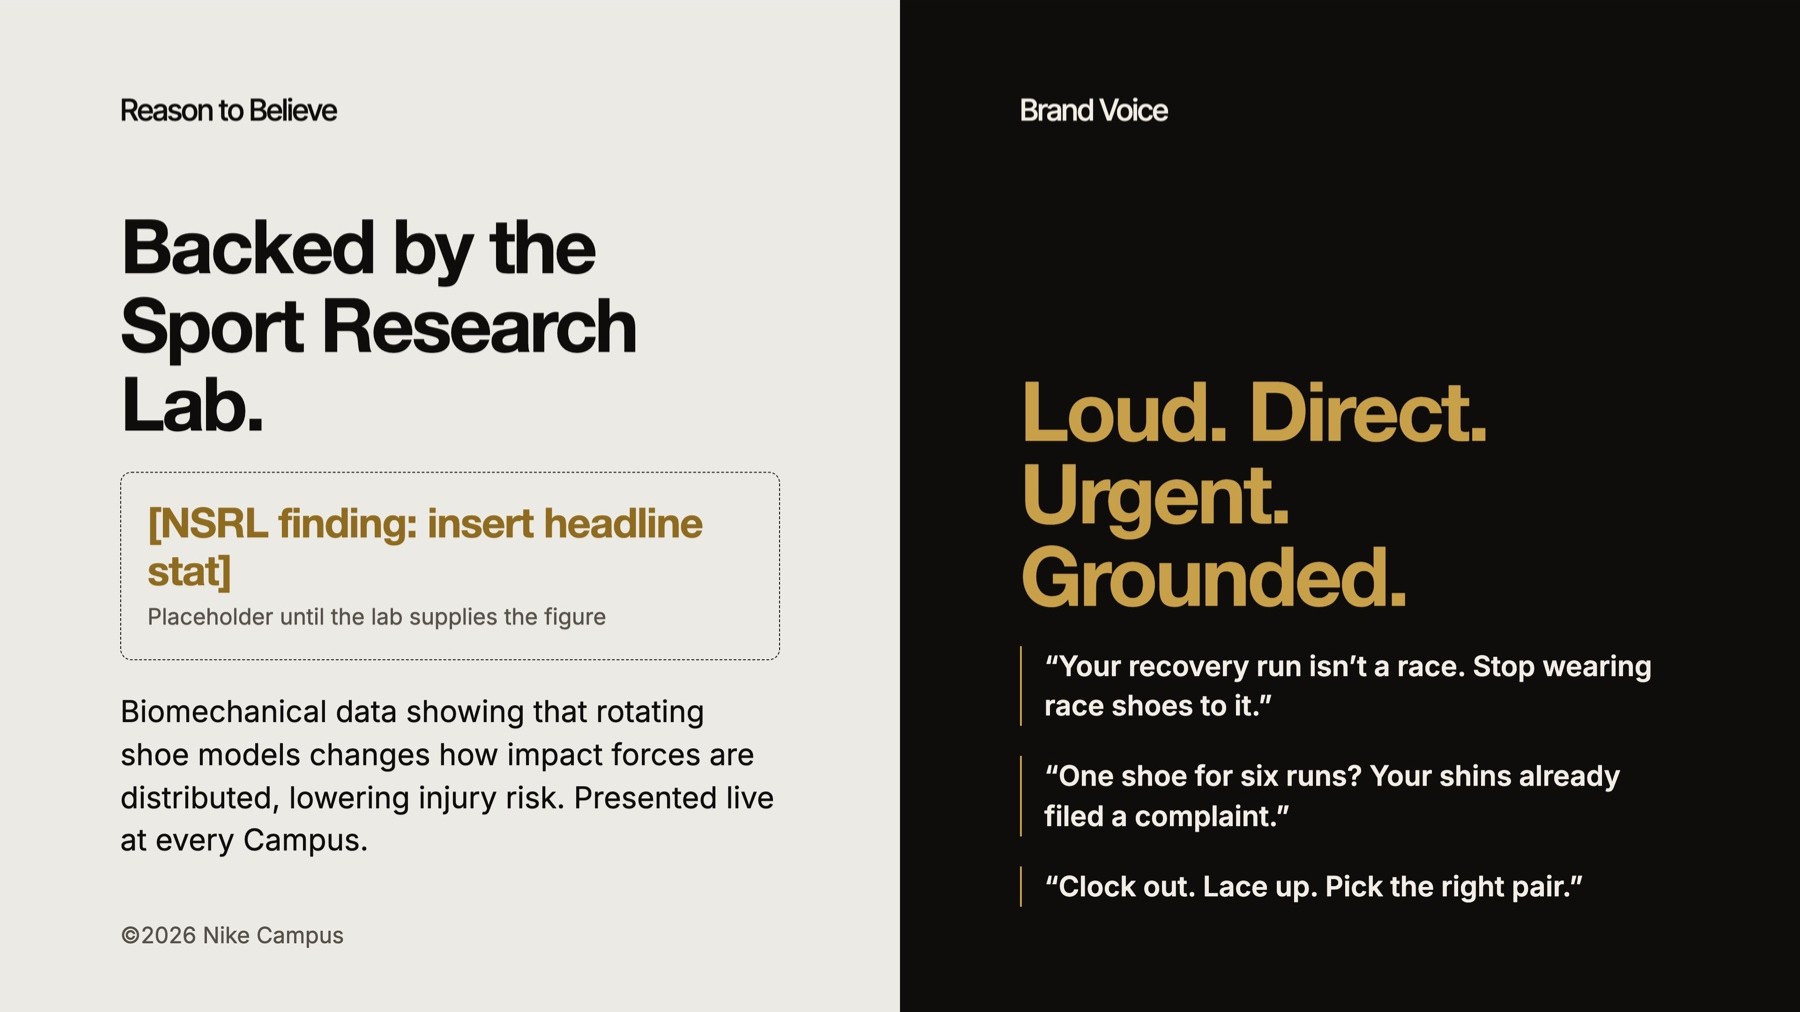 Reason to Believe
Backed by the
Sport Research
Lab.
[NSRL finding: insert headline
stat]
Placeholder until the lab supplies the figure
Biomechanical data showing that rotating
shoe models changes how impact forces are
distributed, lowering injury risk. Presented live
at every Campus.
©2026 Nike Campus
Brand Voice
Loud. Direct.
Urgent.
Grounded.
“Your recovery run isn’t a race. Stop wearing
race shoes to it.”
“One shoe for six runs? Your shins already
filed a complaint.”
“Clock out. Lace up. Pick the right pair.”